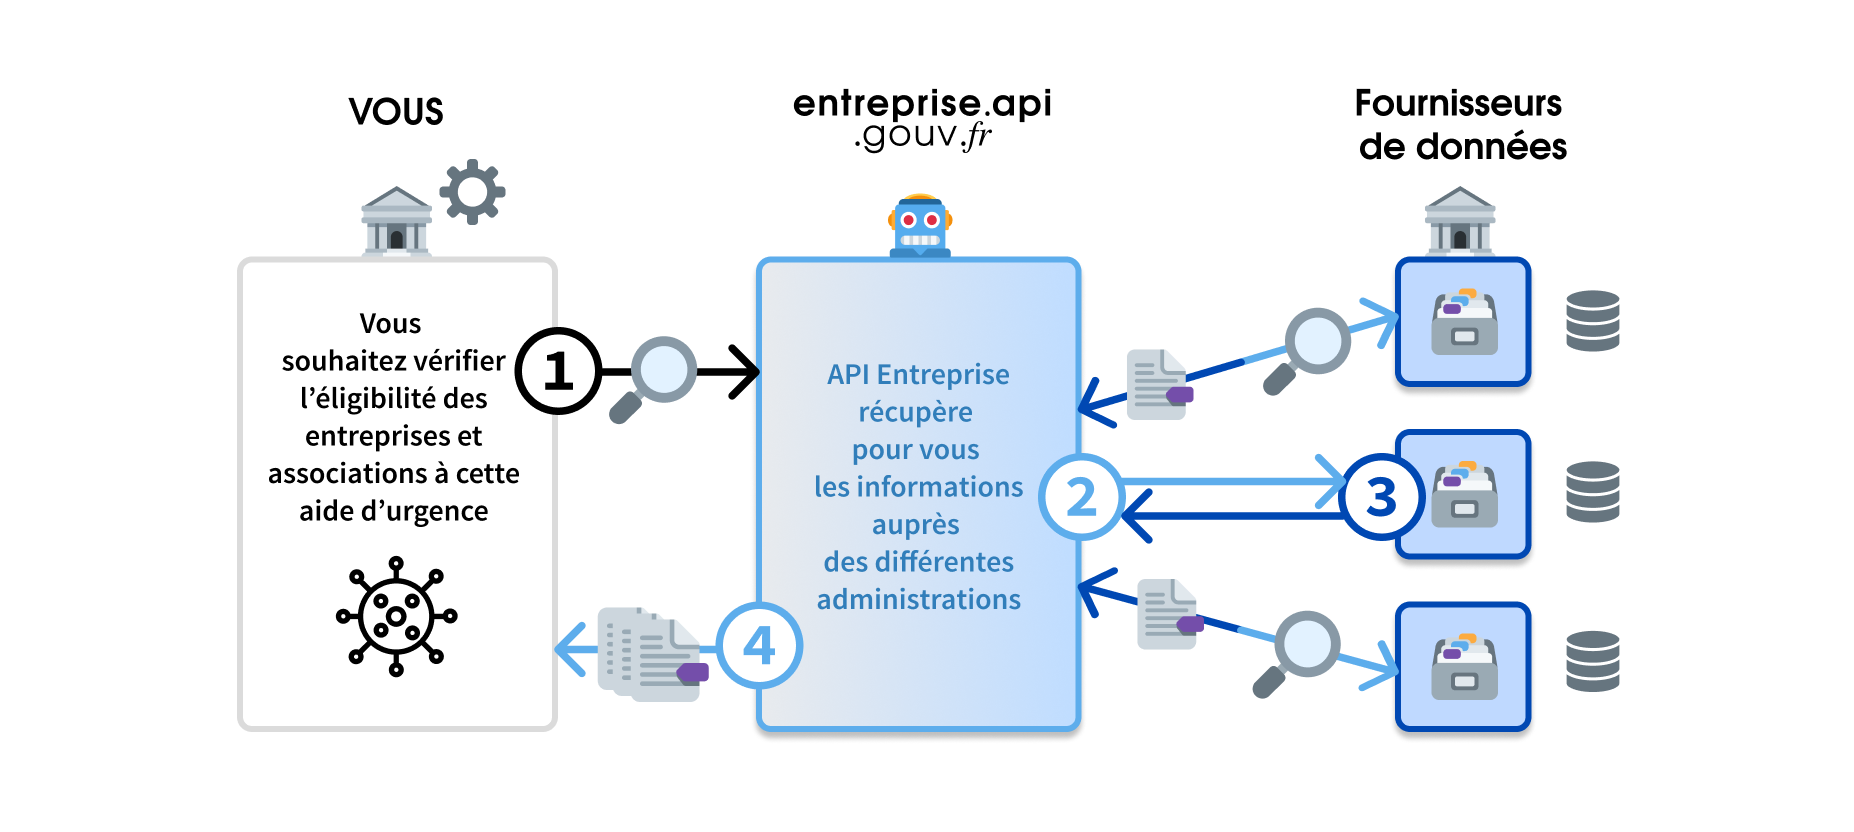 VOUS
entreprise.api
.gouv.fr
Fournisseurs
de données
Vous
souhaitez vérifier
l’éligibilité des
entreprises et
associations à cette
aide d’urgence
1
API Entreprise
récupère
pour vous
les informations
auprès
des différentes
administrations
2
3
4